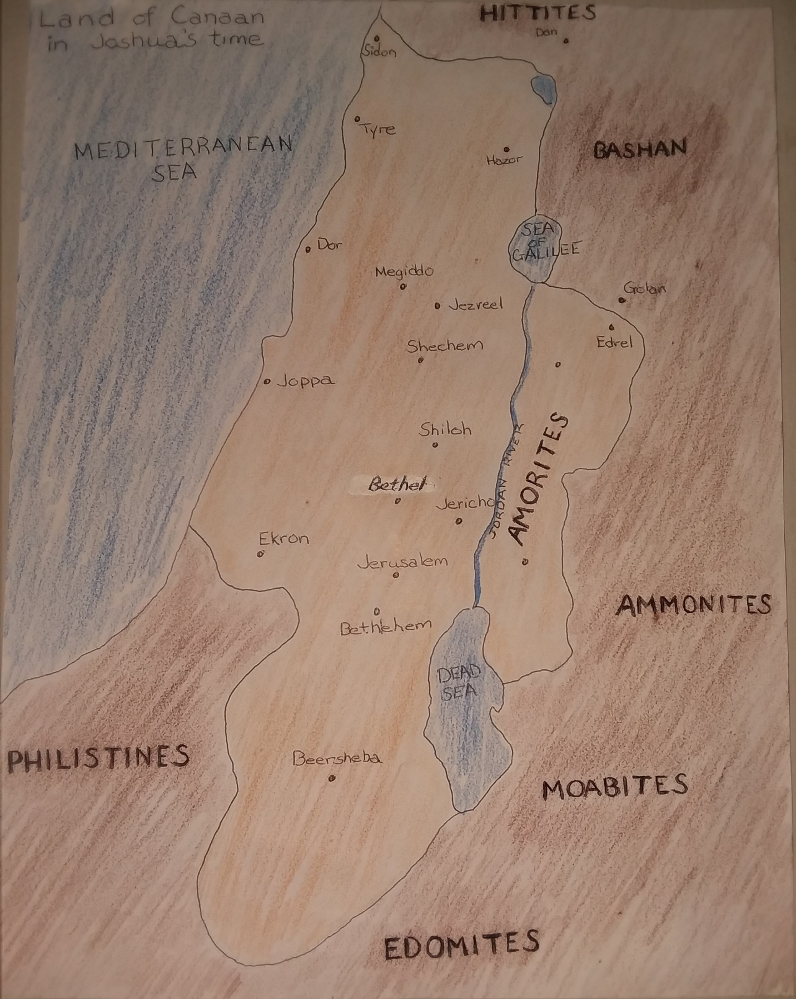 Land of Canaan
in Joshua's time
HITTITES
Dan
Sidon
Tyre
MEDITERRANEAN
SEA
BASHAN
Hazor
SEA
OF
GALILEE
Dor
Megiddo
Golan
Jezreel
Edrel
Shechem
Joppa
Shiloh
AMORITES
JORDAN RIVER
Bethel
Jericho
Ekron
Jerusalem
AMMONITES
Bethlehem
DEAD
SEA
PHILISTINES
Beersheba
MOABITES
EDOMITES